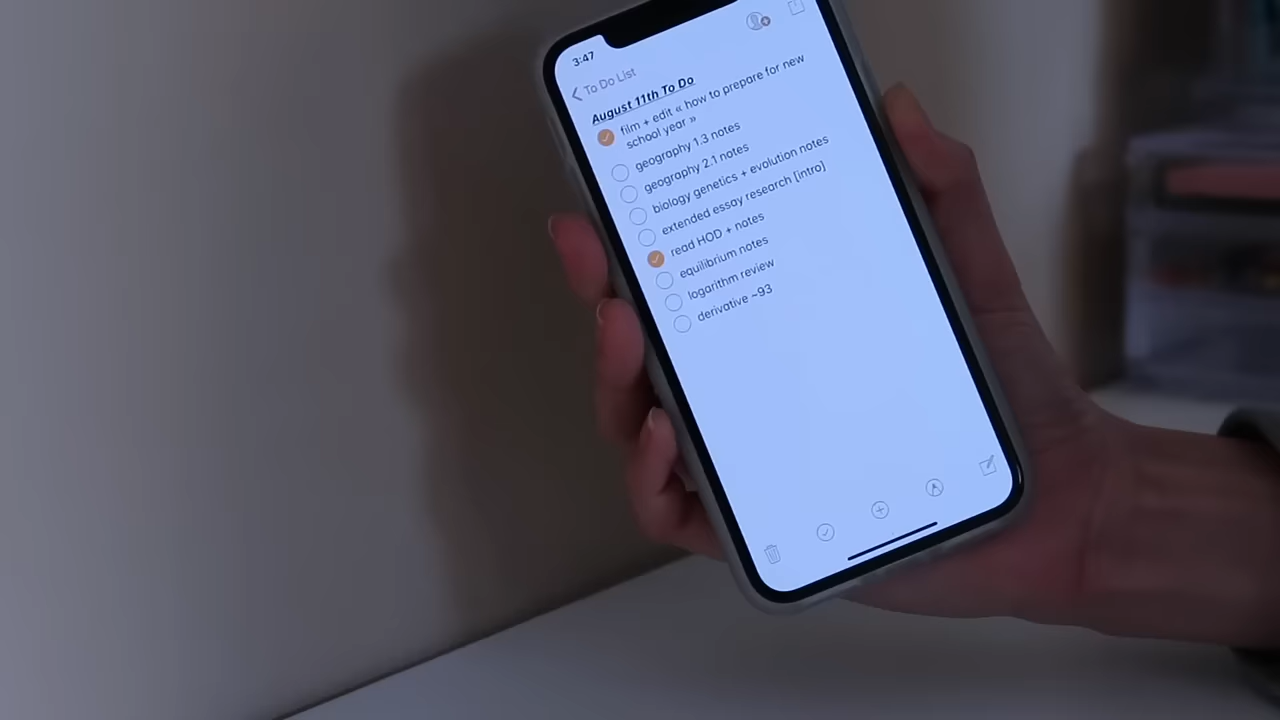 3:47
To Do List
August 11th To Do
film + edit « how to prepare for new
school year »
geography 1.3 notes
geography 2.1 notes
biology genetics + evolution notes
extended essay research [intro]
read HOD + notes
equilibrium notes
logarithm review
derivative ~93